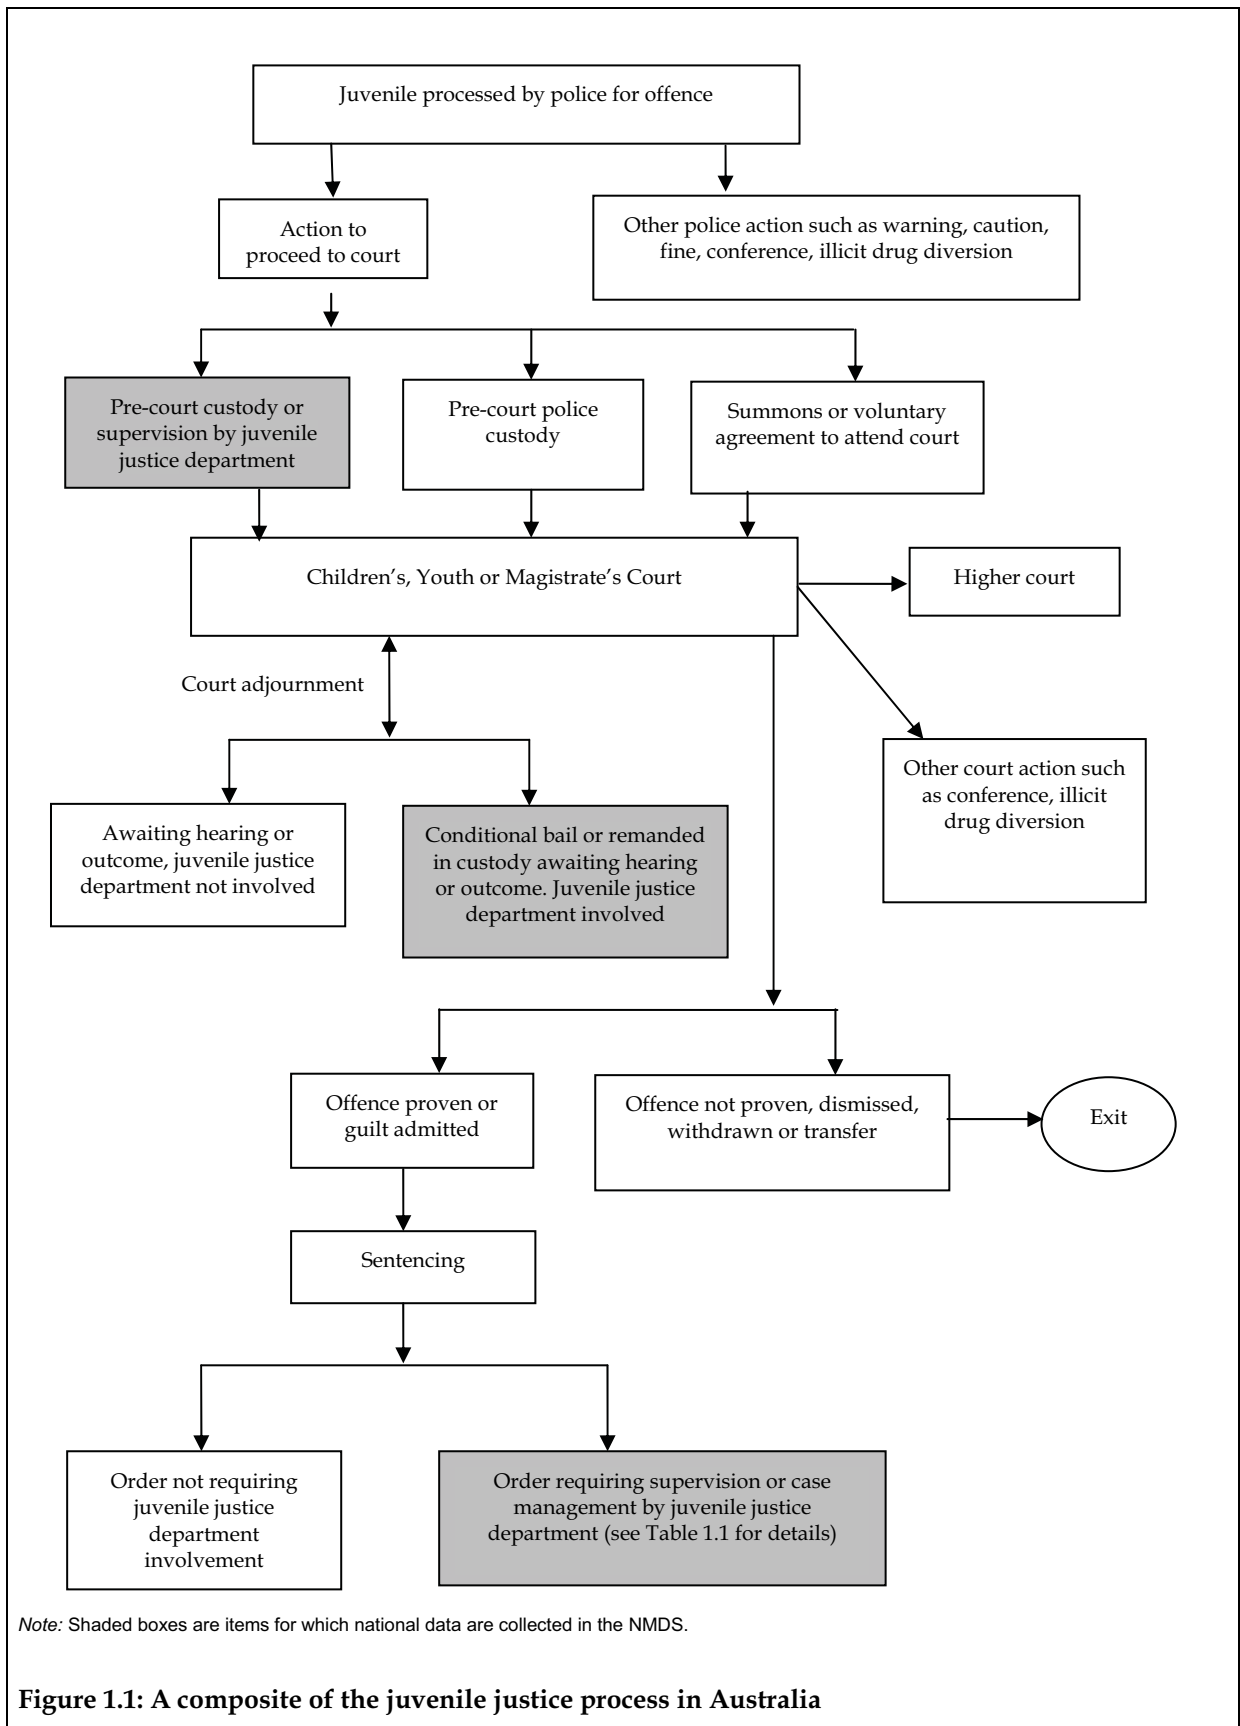 Juvenile processed by police for offence
Action to
proceed to court
Other police action such as warning, caution,
fine, conference, illicit drug diversion
Pre-court custody or
supervision by juvenile
justice department
Pre-court police
custody
Summons or voluntary
agreement to attend court
Children's, Youth or Magistrate's Court
Higher court
Court adjournment
Other court action such
as conference, illicit
drug diversion
Awaiting hearing or
outcome, juvenile justice
department not involved
Conditional bail or remanded
in custody awaiting hearing
or outcome. Juvenile justice
department involved
Offence proven or
guilt admitted
Offence not proven, dismissed,
withdrawn or transfer
Exit
Sentencing
Order not requiring
juvenile justice
department
involvement
Order requiring supervision or case
management by juvenile justice
department (see Table 1.1 for details)
Note: Shaded boxes are items for which national data are collected in the NMDS.
Figure 1.1: A composite of the juvenile justice process in Australia